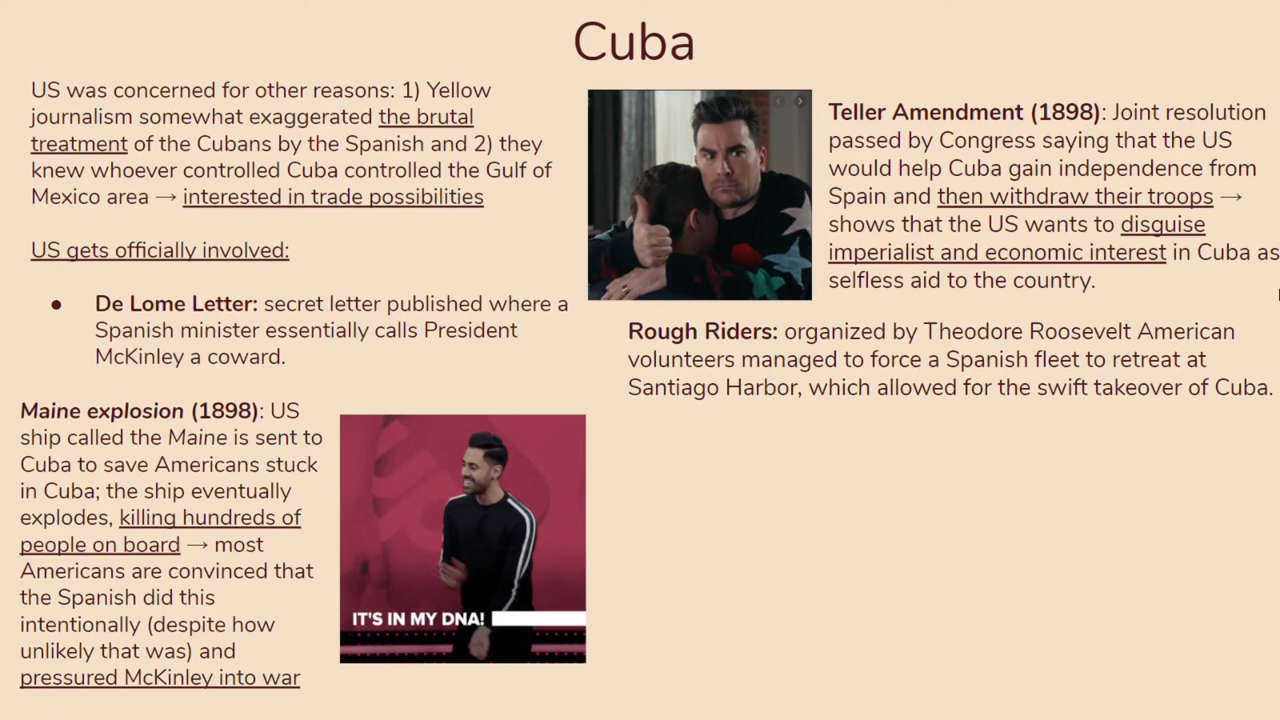 Cuba
US was concerned for other reasons: 1) Yellow
journalism somewhat exaggerated the brutal
treatment of the Cubans by the Spanish and 2) they
knew whoever controlled Cuba controlled the Gulf of
Mexico area → interested in trade possibilities
US gets officially involved:
● De Lome Letter: secret letter published where a
Spanish minister essentially calls President
McKinley a coward.
Maine explosion (1898): US
ship called the Maine is sent to
Cuba to save Americans stuck
in Cuba; the ship eventually
explodes, killing hundreds of
people on board → most
Americans are convinced that
the Spanish did this
intentionally (despite how
unlikely that was) and
pressured McKinley into war
IT'S IN MY DNA!
Teller Amendment (1898): Joint resolution
passed by Congress saying that the US
would help Cuba gain independence from
Spain and then withdraw their troops →
shows that the US wants to disguise
imperialist and economic interest in Cuba as
selfless aid to the country.
Rough Riders: organized by Theodore Roosevelt American
volunteers managed to force a Spanish fleet to retreat at
Santiago Harbor, which allowed for the swift takeover of Cuba.